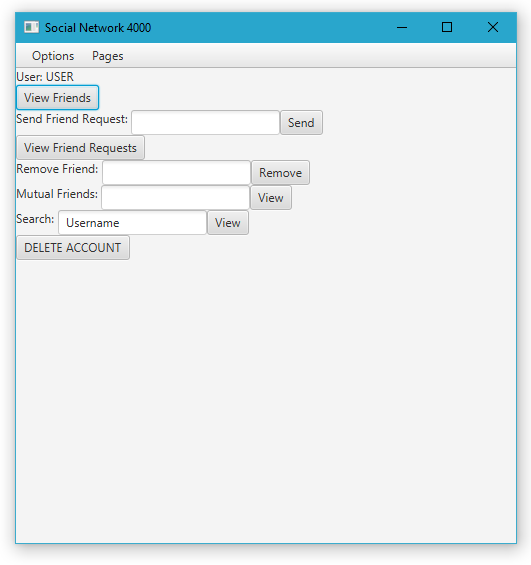 Social Network 4000
Options Pages
User: USER
View Friends
Send Friend Request: Send
View Friend Requests
Remove Friend: Remove
Mutual Friends: View
Search: Username View
DELETE ACCOUNT